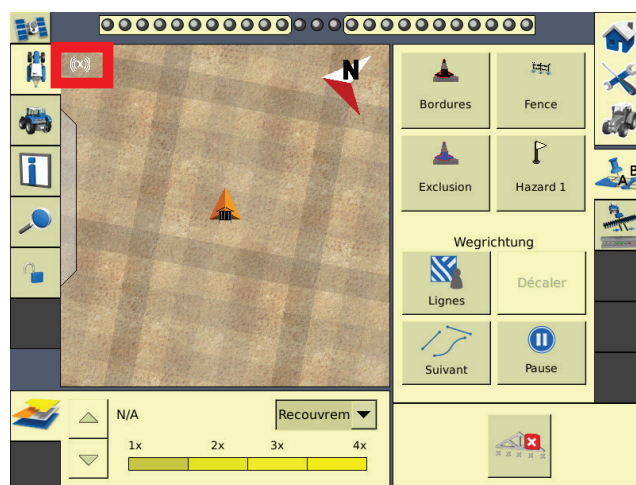 N
Bordures
Fence
Exclusion
Hazard 1
A B
Wegrichtung
Lignes
Décaler
Suivant
Pause
N/A
Recouvrem
1x 2x 3x 4x